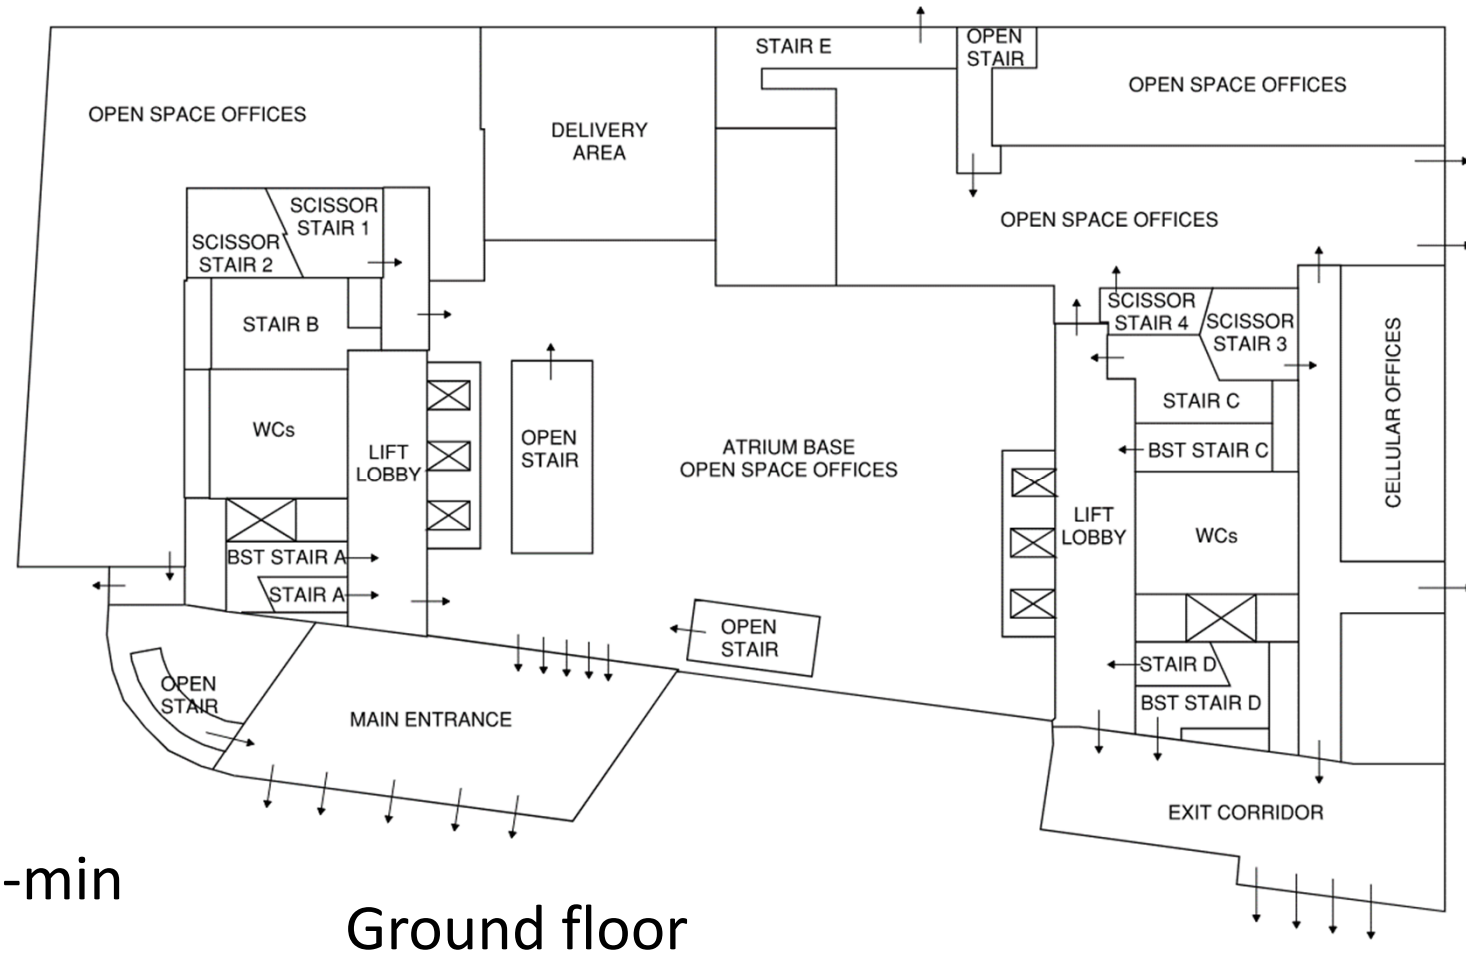 STAIR E
OPEN
STAIR
OPEN SPACE OFFICES
OPEN SPACE OFFICES
DELIVERY
AREA
SCISSOR
STAIR 1
SCISSOR
STAIR 2
OPEN SPACE OFFICES
STAIR B
SCISSOR
STAIR 4
SCISSOR
STAIR 3
CELLULAR OFFICES
STAIR C
BST STAIR C
WCs
LIFT
LOBBY
OPEN
STAIR
ATRIUM BASE
OPEN SPACE OFFICES
LIFT
LOBBY
WCs
BST STAIR A
STAIR A
OPEN
STAIR
STAIR D
BST STAIR D
OPEN
STAIR
MAIN ENTRANCE
EXIT CORRIDOR
-min
Ground floor